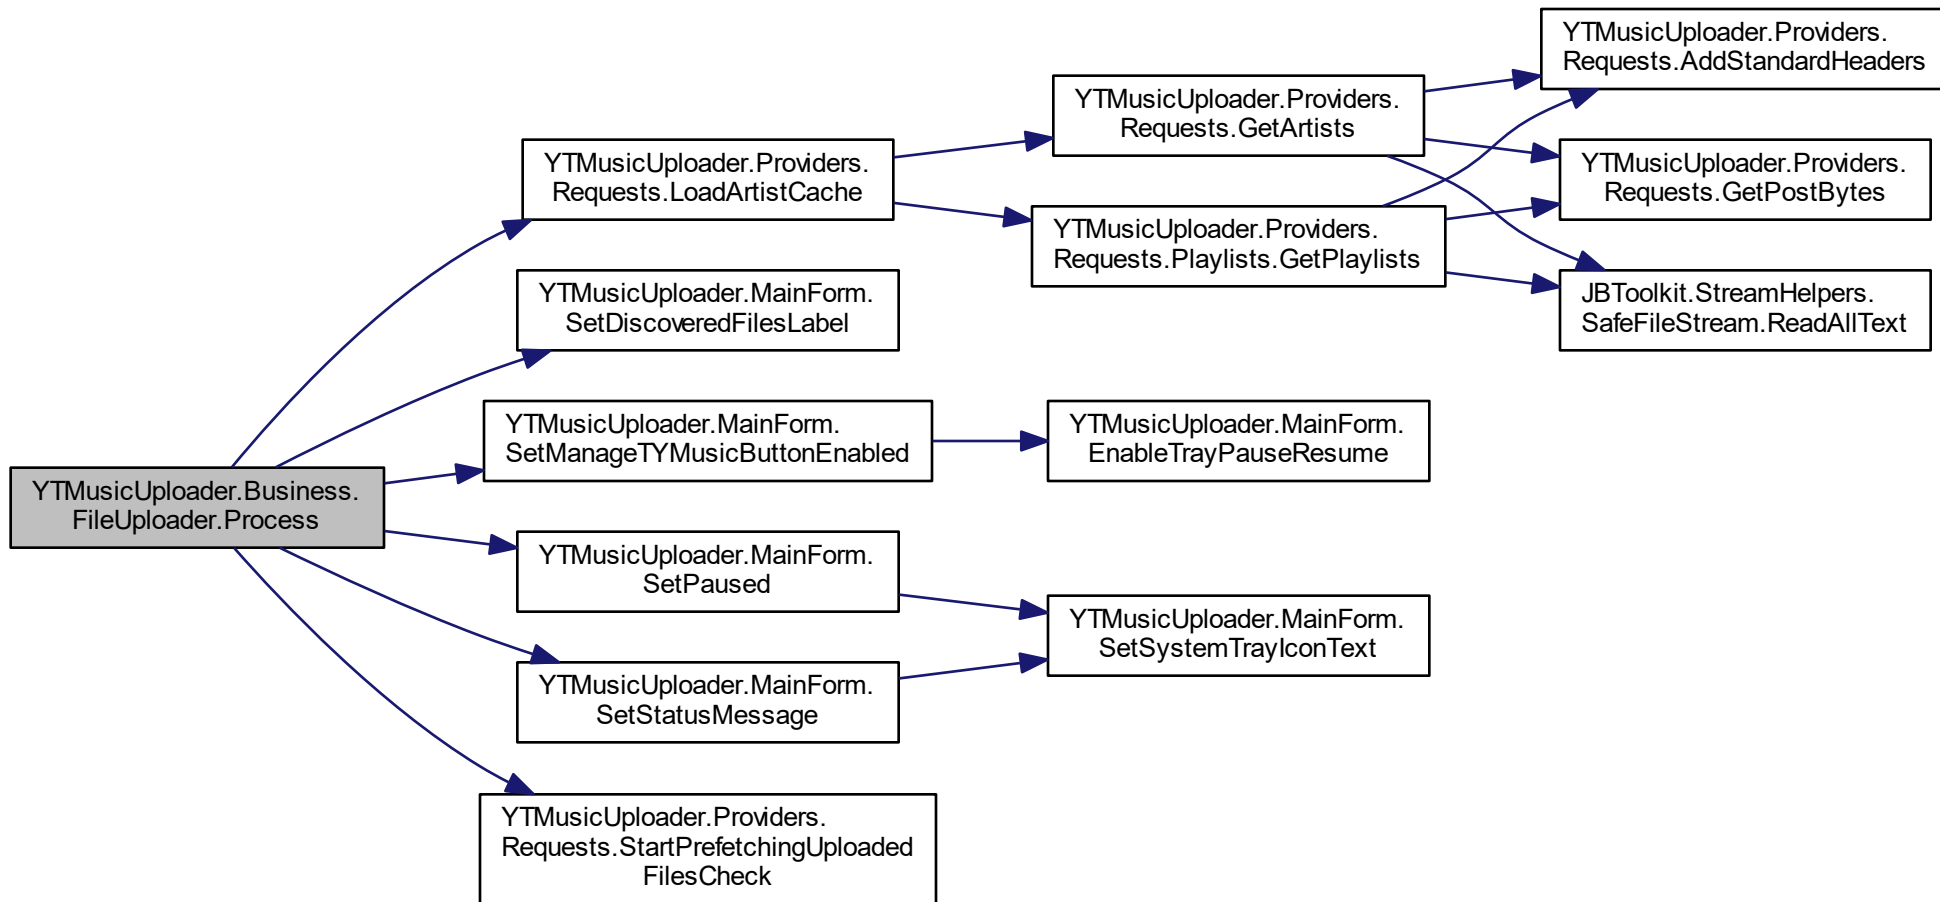 YTMusicUploader.Business.
FileUploader.Process
YTMusicUploader.Providers.
Requests.LoadArtistCache
YTMusicUploader.MainForm.
SetDiscoveredFilesLabel
YTMusicUploader.MainForm.
SetManageTYMusicButtonEnabled
YTMusicUploader.MainForm.
SetPaused
YTMusicUploader.MainForm.
SetStatusMessage
YTMusicUploader.Providers.
Requests.StartPrefetchingUploaded
FilesCheck
YTMusicUploader.Providers.
Requests.GetArtists
YTMusicUploader.Providers.
Requests.Playlists.GetPlaylists
YTMusicUploader.MainForm.
EnableTrayPauseResume
YTMusicUploader.MainForm.
SetSystemTrayIconText
YTMusicUploader.Providers.
Requests.AddStandardHeaders
YTMusicUploader.Providers.
Requests.GetPostBytes
JBToolkit.StreamHelpers.
SafeFileStream.ReadAllText